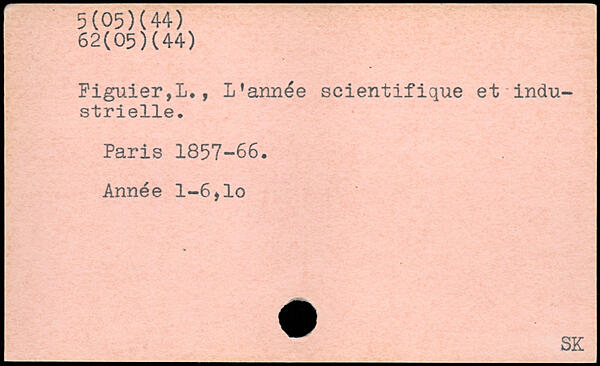 5(05)(44)
62(05)(44)
Figuier,L., L'année scientifique et indu-
strielle.
Paris 1857-66.
Année 1-6,lo
SK